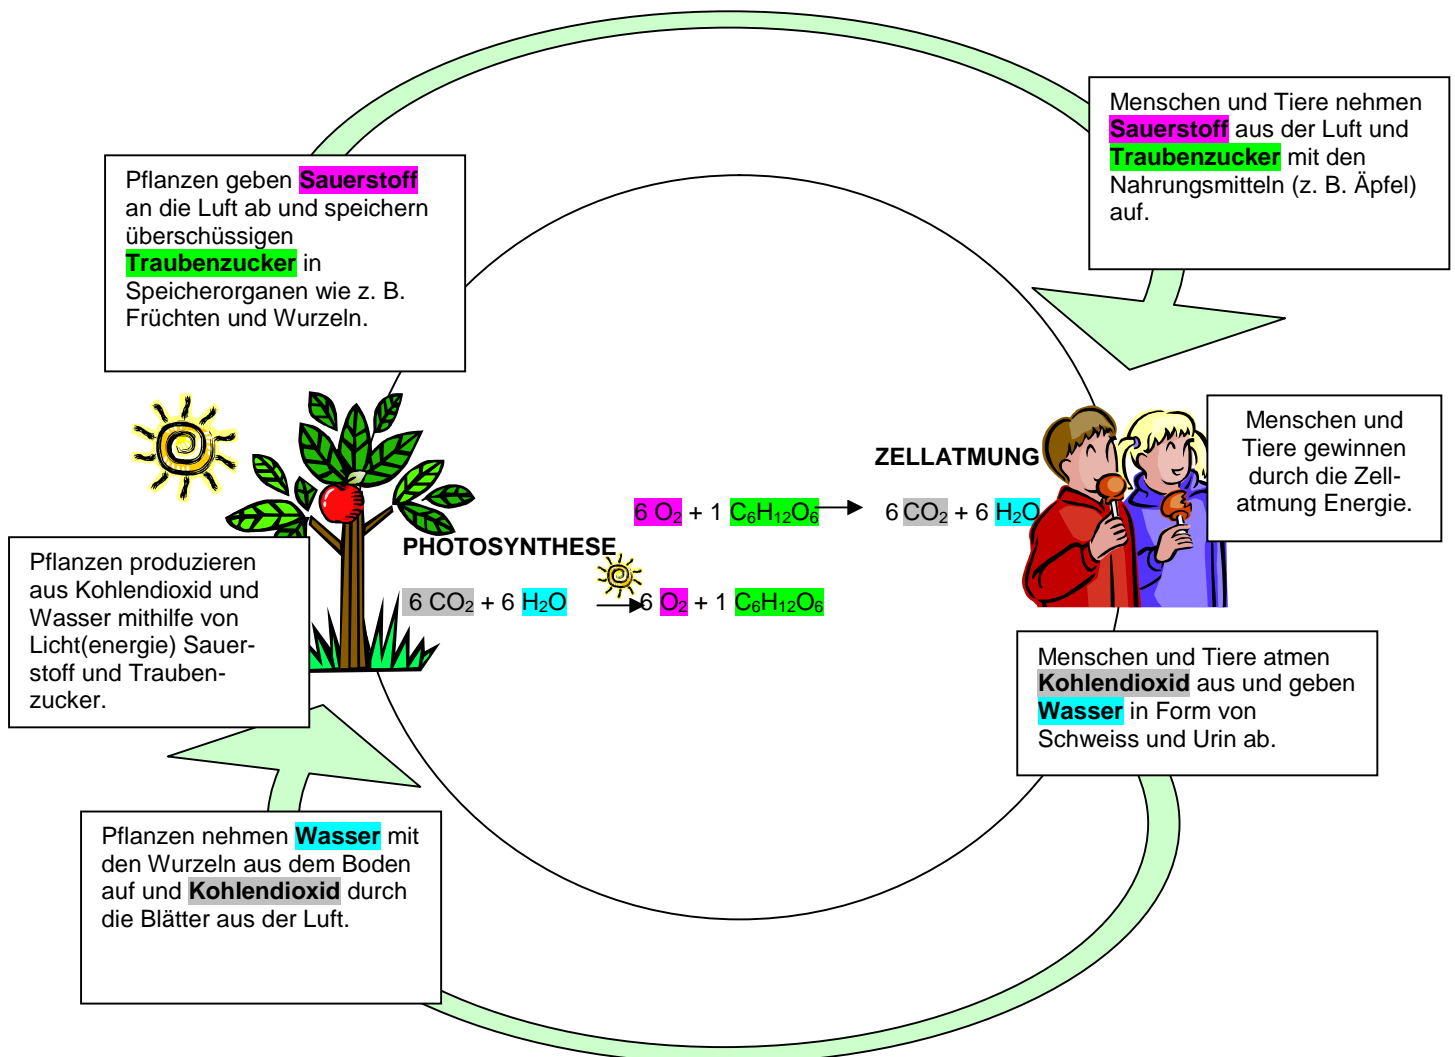 Menschen und Tiere nehmen
Sauerstoff aus der Luft und
Traubenzucker mit den
Nahrungsmitteln (z. B. Äpfel)
auf.
Pflanzen geben Sauerstoff
an die Luft ab und speichern
überschüssigen
Traubenzucker in
Speicherorganen wie z. B.
Früchten und Wurzeln.
Menschen und
Tiere gewinnen
durch die Zell-
atmung Energie.
ZELLATMUNG
6 O₂ + 1 C₆H₁₂O₆ → 6 CO₂ + 6 H₂O
PHOTOSYNTHESE
6 CO₂ + 6 H₂O → 6 O₂ + 1 C₆H₁₂O₆
Pflanzen produzieren
aus Kohlendioxid und
Wasser mithilfe von
Licht(energie) Sauer-
stoff und Trauben-
zucker.
Menschen und Tiere atmen
Kohlendioxid aus und geben
Wasser in Form von
Schweiss und Urin ab.
Pflanzen nehmen Wasser mit
den Wurzeln aus dem Boden
auf und Kohlendioxid durch
die Blätter aus der Luft.